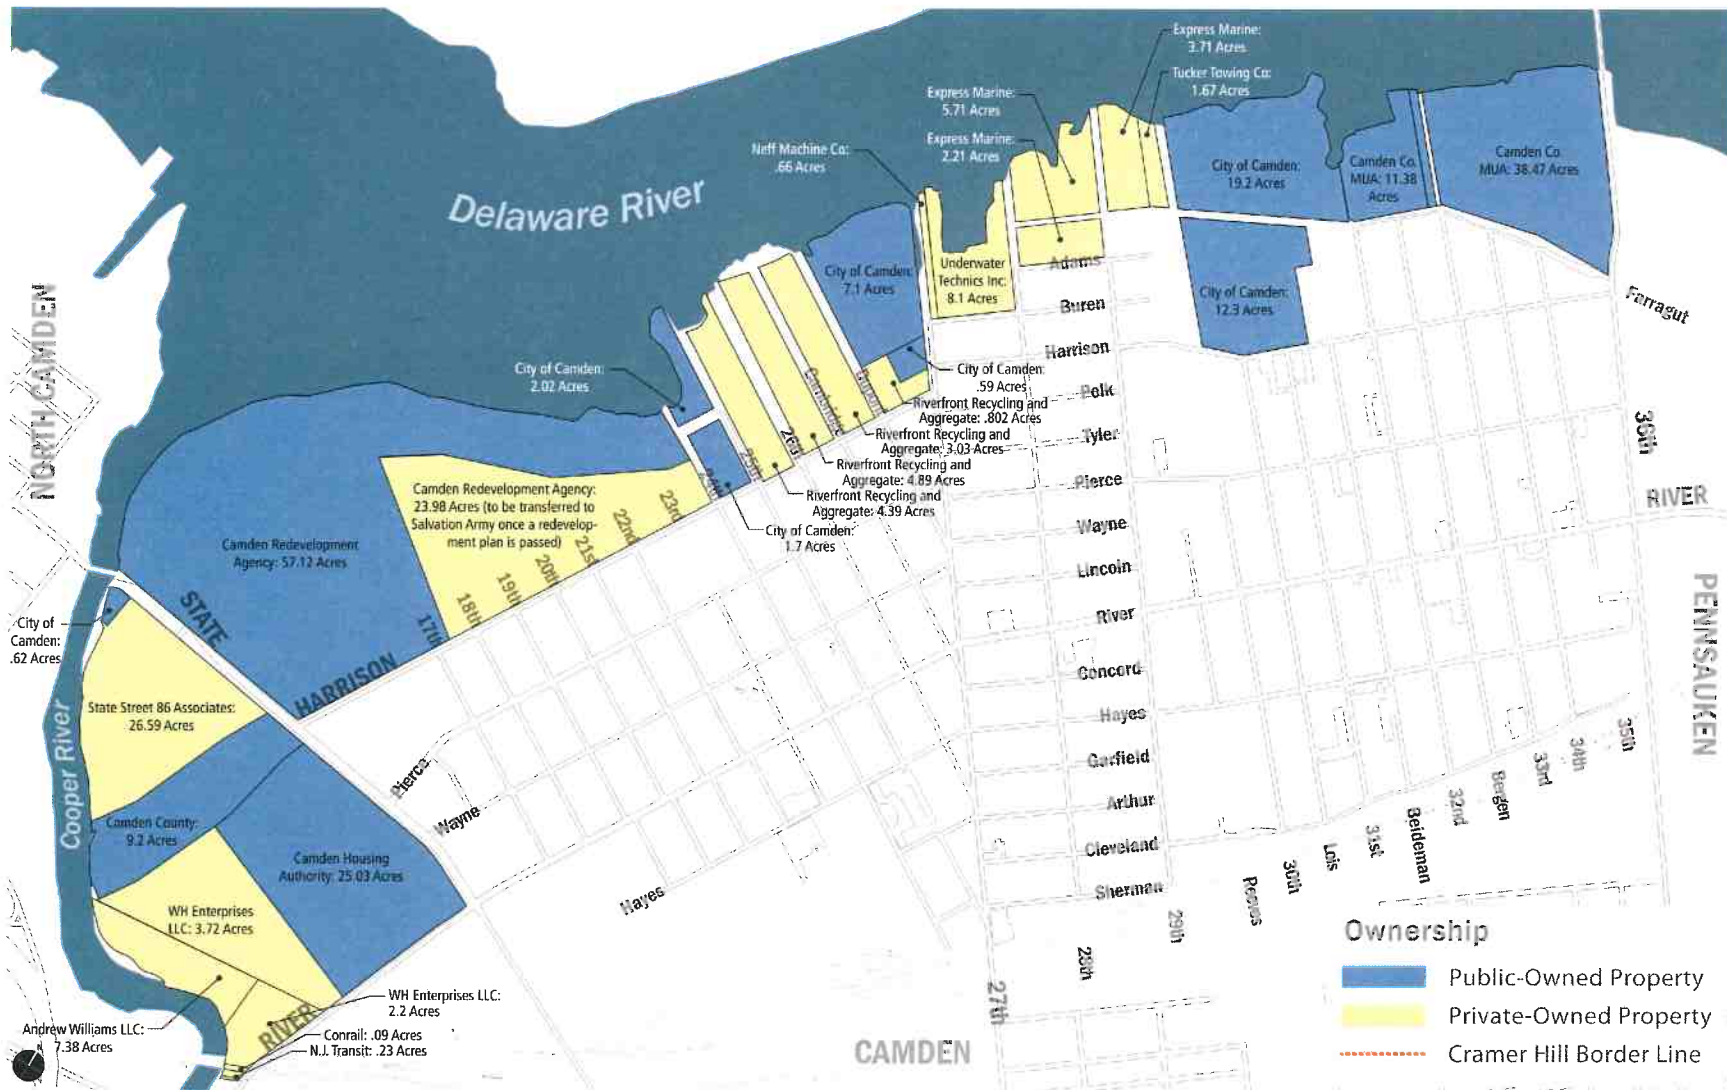 Express Marine:
3.71 Acres
Tucker Towing Co:
1.67 Acres
Express Marine:
5.71 Acres
Express Marine:
2.21 Acres
Neff Machine Co:
.66 Acres
City of Camden:
19.2 Acres
Camden Co.
MUA: 11.38
Acres
Camden Co.
MUA: 38.47 Acres
Delaware River
City of Camden:
7.1 Acres
Underwater
Technics Inc:
8.1 Acres
City of Camden:
12.3 Acres
Adams
Buren
Harrison
Polk
Tyler
Pierce
Wayne
Lincoln
River
Concord
Hayes
Garfield
Arthur
Cleveland
Sherman
Farragut
36th
RIVER
PENNSAUKEN
NORTH CAMDEN
City of Camden:
2.02 Acres
City of Camden:
.59 Acres
Riverfront Recycling and
Aggregate: .802 Acres
Riverfront Recycling and
Aggregate: 3.03 Acres
Riverfront Recycling and
Aggregate: 4.89 Acres
Riverfront Recycling and
Aggregate: 4.39 Acres
City of Camden:
1.7 Acres
Camden Redevelopment Agency:
23.98 Acres (to be transferred to
Salvation Army once a redevelop-
ment plan is passed)
Camden Redevelopment
Agency: 57.12 Acres
17th
18th
19th
20th
21st
22nd
23rd
24th
25th
26th
STATE
HARRISON
City of
Camden:
.62 Acres
State Street 86 Associates:
26.59 Acres
Cooper River
Camden County:
9.2 Acres
Camden Housing
Authority: 25.03 Acres
WH Enterprises
LLC: 3.72 Acres
WH Enterprises LLC:
2.2 Acres
Andrew Williams LLC:
7.38 Acres
Conrail: .09 Acres
N.J. Transit: .23 Acres
RIVER
Pierce
Wayne
Hayes
CAMDEN
27th
28th
29th
Reeves
30th
Lois
31st
Beideman
32nd
Bergen
33rd
34th
35th
Ownership
Public-Owned Property
Private-Owned Property
Cramer Hill Border Line
N